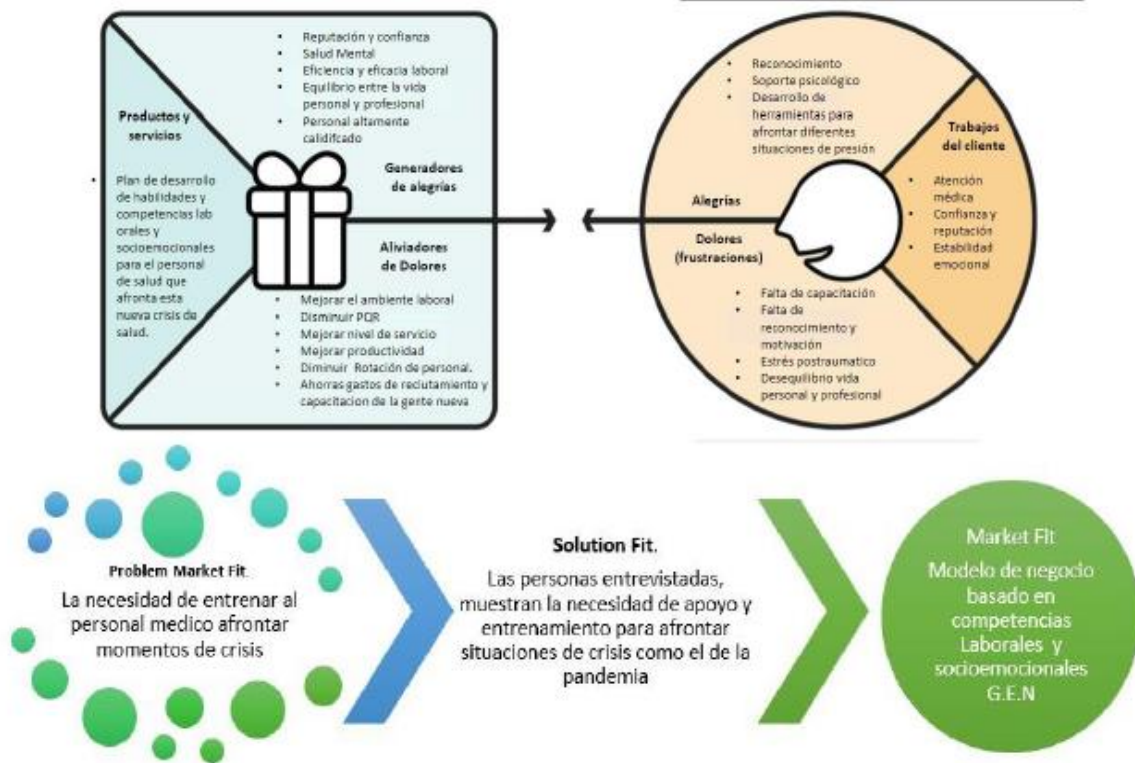 • Reputación y confianza
• Salud Mental
• Eficiencia y eficacia laboral
• Equilibrio entre la vida
personal y profesional
• Personal altamente
calidifcado
Productos y
servicios
• Plan de desarrollo
de habilidades y
competencias lab
orales y
socioemocionales
para el personal
de salud que
afronta esta
nueva crisis de
salud.
Generadores
de alegrías
Aliviadores
de Dolores
• Mejorar el ambiente laboral
• Disminuir PQR
• Mejorar nivel de servicio
• Mejorar productividad
• Diminuir Rotación de personal.
• Ahorras gastos de reclutamiento y
capacitacion de la gente nueva
• Reconocimiento
• Soporte psicológico
• Desarrollo de
herramientas para
afrontar diferentes
situaciones de presión
Alegrías
Dolores
(frustraciones)
• Falta de capacitación
• Falta de
reconocimiento y
motivación
• Estrés postraumatico
• Desequilibrio vida
personal y profesional
Trabajos
del cliente
• Atención
médica
• Confianza y
reputación
• Estabilidad
emocional
Problem Market Fit.
La necesidad de entrenar al
personal medico afrontar
momentos de crisis
Solution Fit.
Las personas entrevistadas,
muestran la necesidad de apoyo y
entrenamiento para afrontar
situaciones de crisis como el de la
pandemia
Market Fit
Modelo de negocio
basado en
competencias
Laborales y
socioemocionales
G.E.N